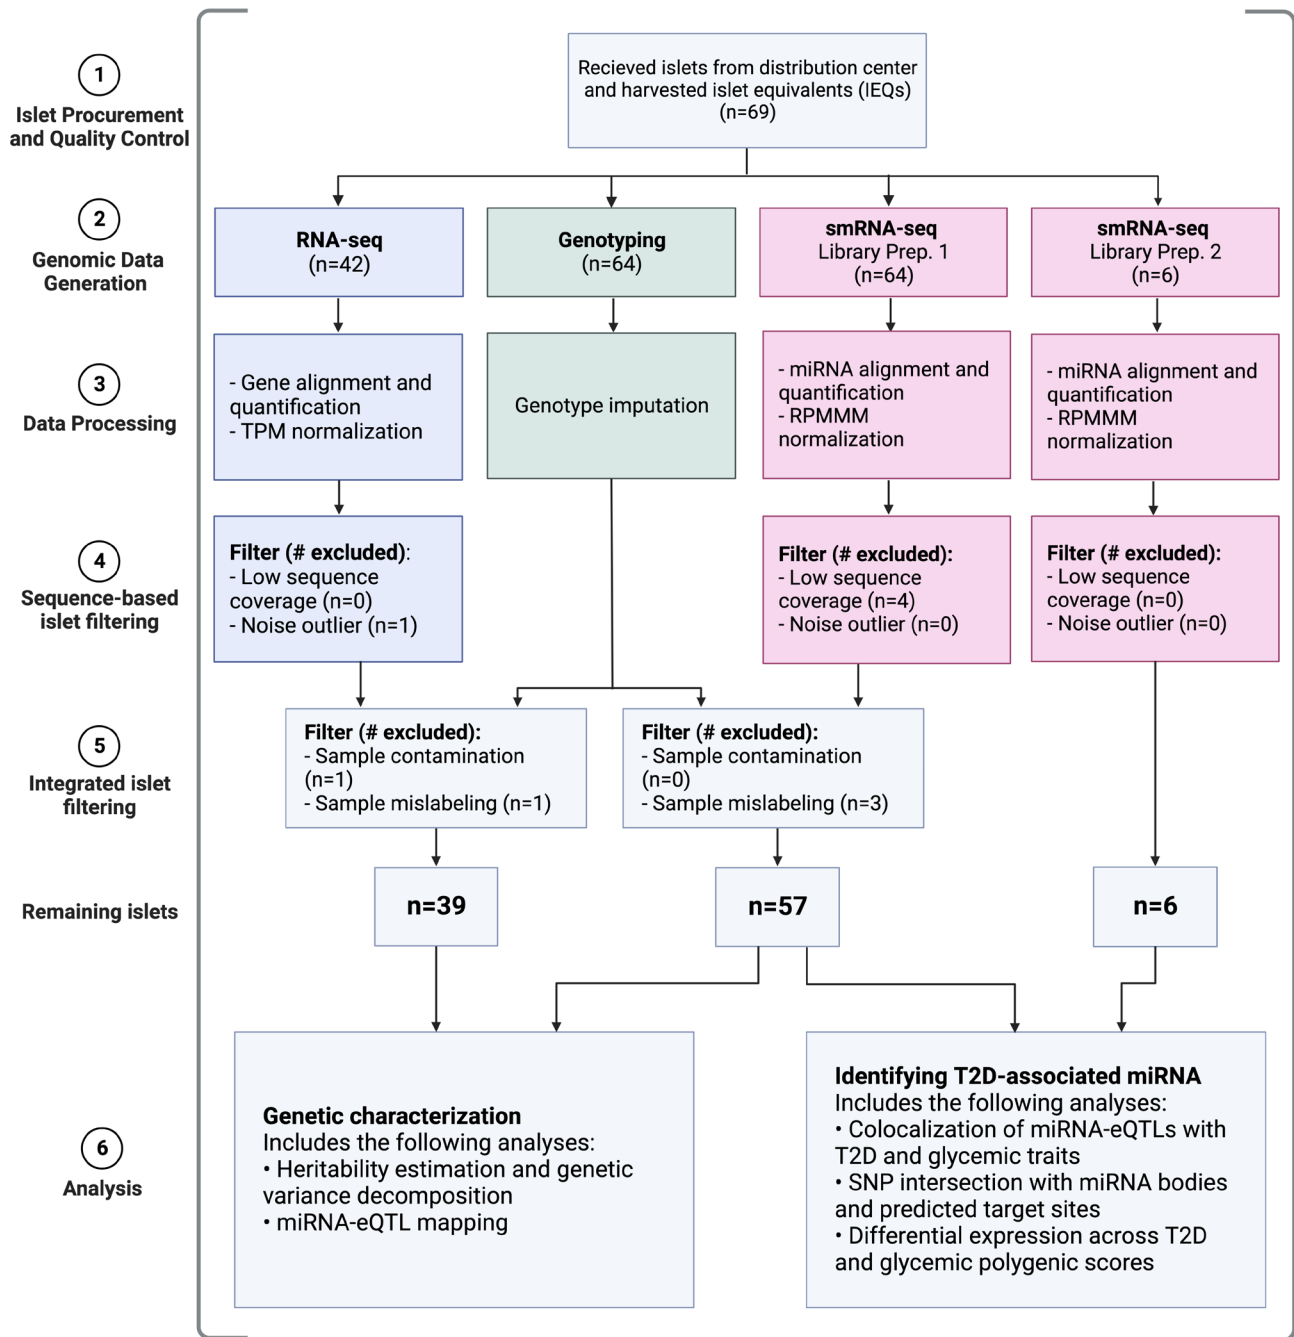 1
Islet Procurement
and Quality Control
Recieved islets from distribution center
and harvested islet equivalents (IEQs)
(n=69)
2
Genomic Data
Generation
RNA-seq
(n=42)
Genotyping
(n=64)
smRNA-seq
Library Prep. 1
(n=64)
smRNA-seq
Library Prep. 2
(n=6)
3
Data Processing
- Gene alignment and
quantification
- TPM normalization
Genotype imputation
- miRNA alignment and
quantification
- RPMMM
normalization
- miRNA alignment and
quantification
- RPMMM
normalization
4
Sequence-based
islet filtering
Filter (# excluded):
- Low sequence
coverage (n=0)
- Noise outlier (n=1)
Filter (# excluded):
- Low sequence
coverage (n=4)
- Noise outlier (n=0)
Filter (# excluded):
- Low sequence
coverage (n=0)
- Noise outlier (n=0)
5
Integrated islet
filtering
Filter (# excluded):
- Sample contamination
(n=1)
- Sample mislabeling (n=1)
Filter (# excluded):
- Sample contamination
(n=0)
- Sample mislabeling (n=3)
Remaining islets
n=39
n=57
n=6
6
Analysis
Genetic characterization
Includes the following analyses:
• Heritability estimation and genetic
variance decomposition
• miRNA-eQTL mapping
Identifying T2D-associated miRNA
Includes the following analyses:
• Colocalization of miRNA-eQTLs with
T2D and glycemic traits
• SNP intersection with miRNA bodies
and predicted target sites
• Differential expression across T2D
and glycemic polygenic scores